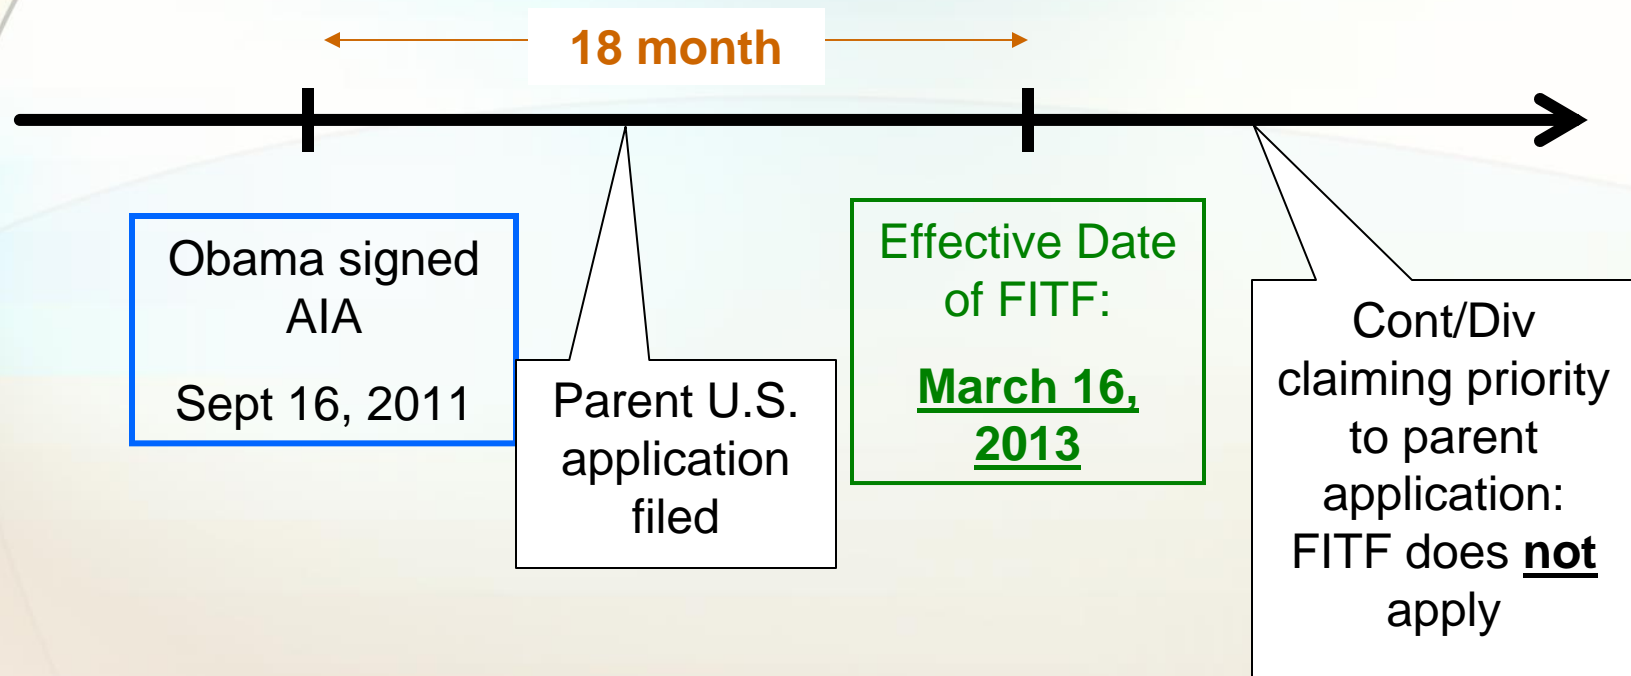 18 month
Obama signed
AIA
Sept 16, 2011
Parent U.S.
application
filed
Effective Date
of FITF:
March 16,
2013
Cont/Div
claiming priority
to parent
application:
FITF does not
apply